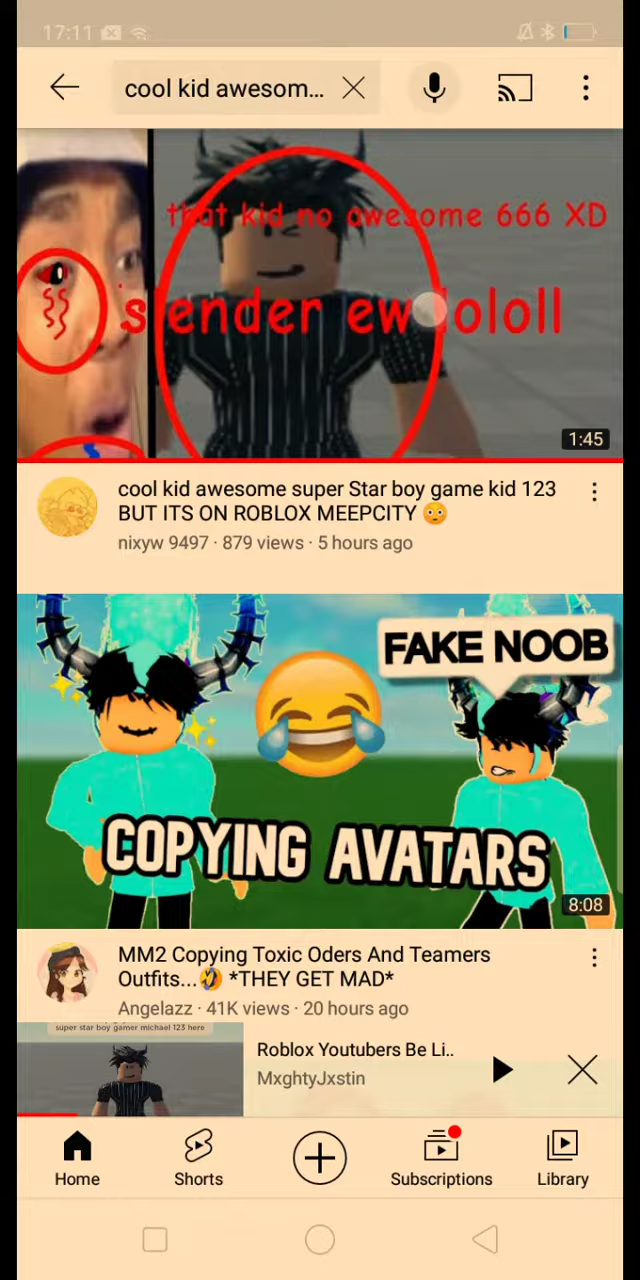 17:11
cool kid awesom...
that kid no awesome 666 XD
slender ew lololl
1:45
cool kid awesome super Star boy game kid 123
BUT ITS ON ROBLOX MEEPCITY 😳
nixyw 9497 · 879 views · 5 hours ago
FAKE NOOB
COPYING AVATARS
8:08
MM2 Copying Toxic Oders And Teamers
Outfits...🤣 *THEY GET MAD*
Angelazz · 41K views · 20 hours ago
super star boy gamer michael 123 here
Roblox Youtubers Be Li..
MxghtyJxstin
Home
Shorts
Subscriptions
Library